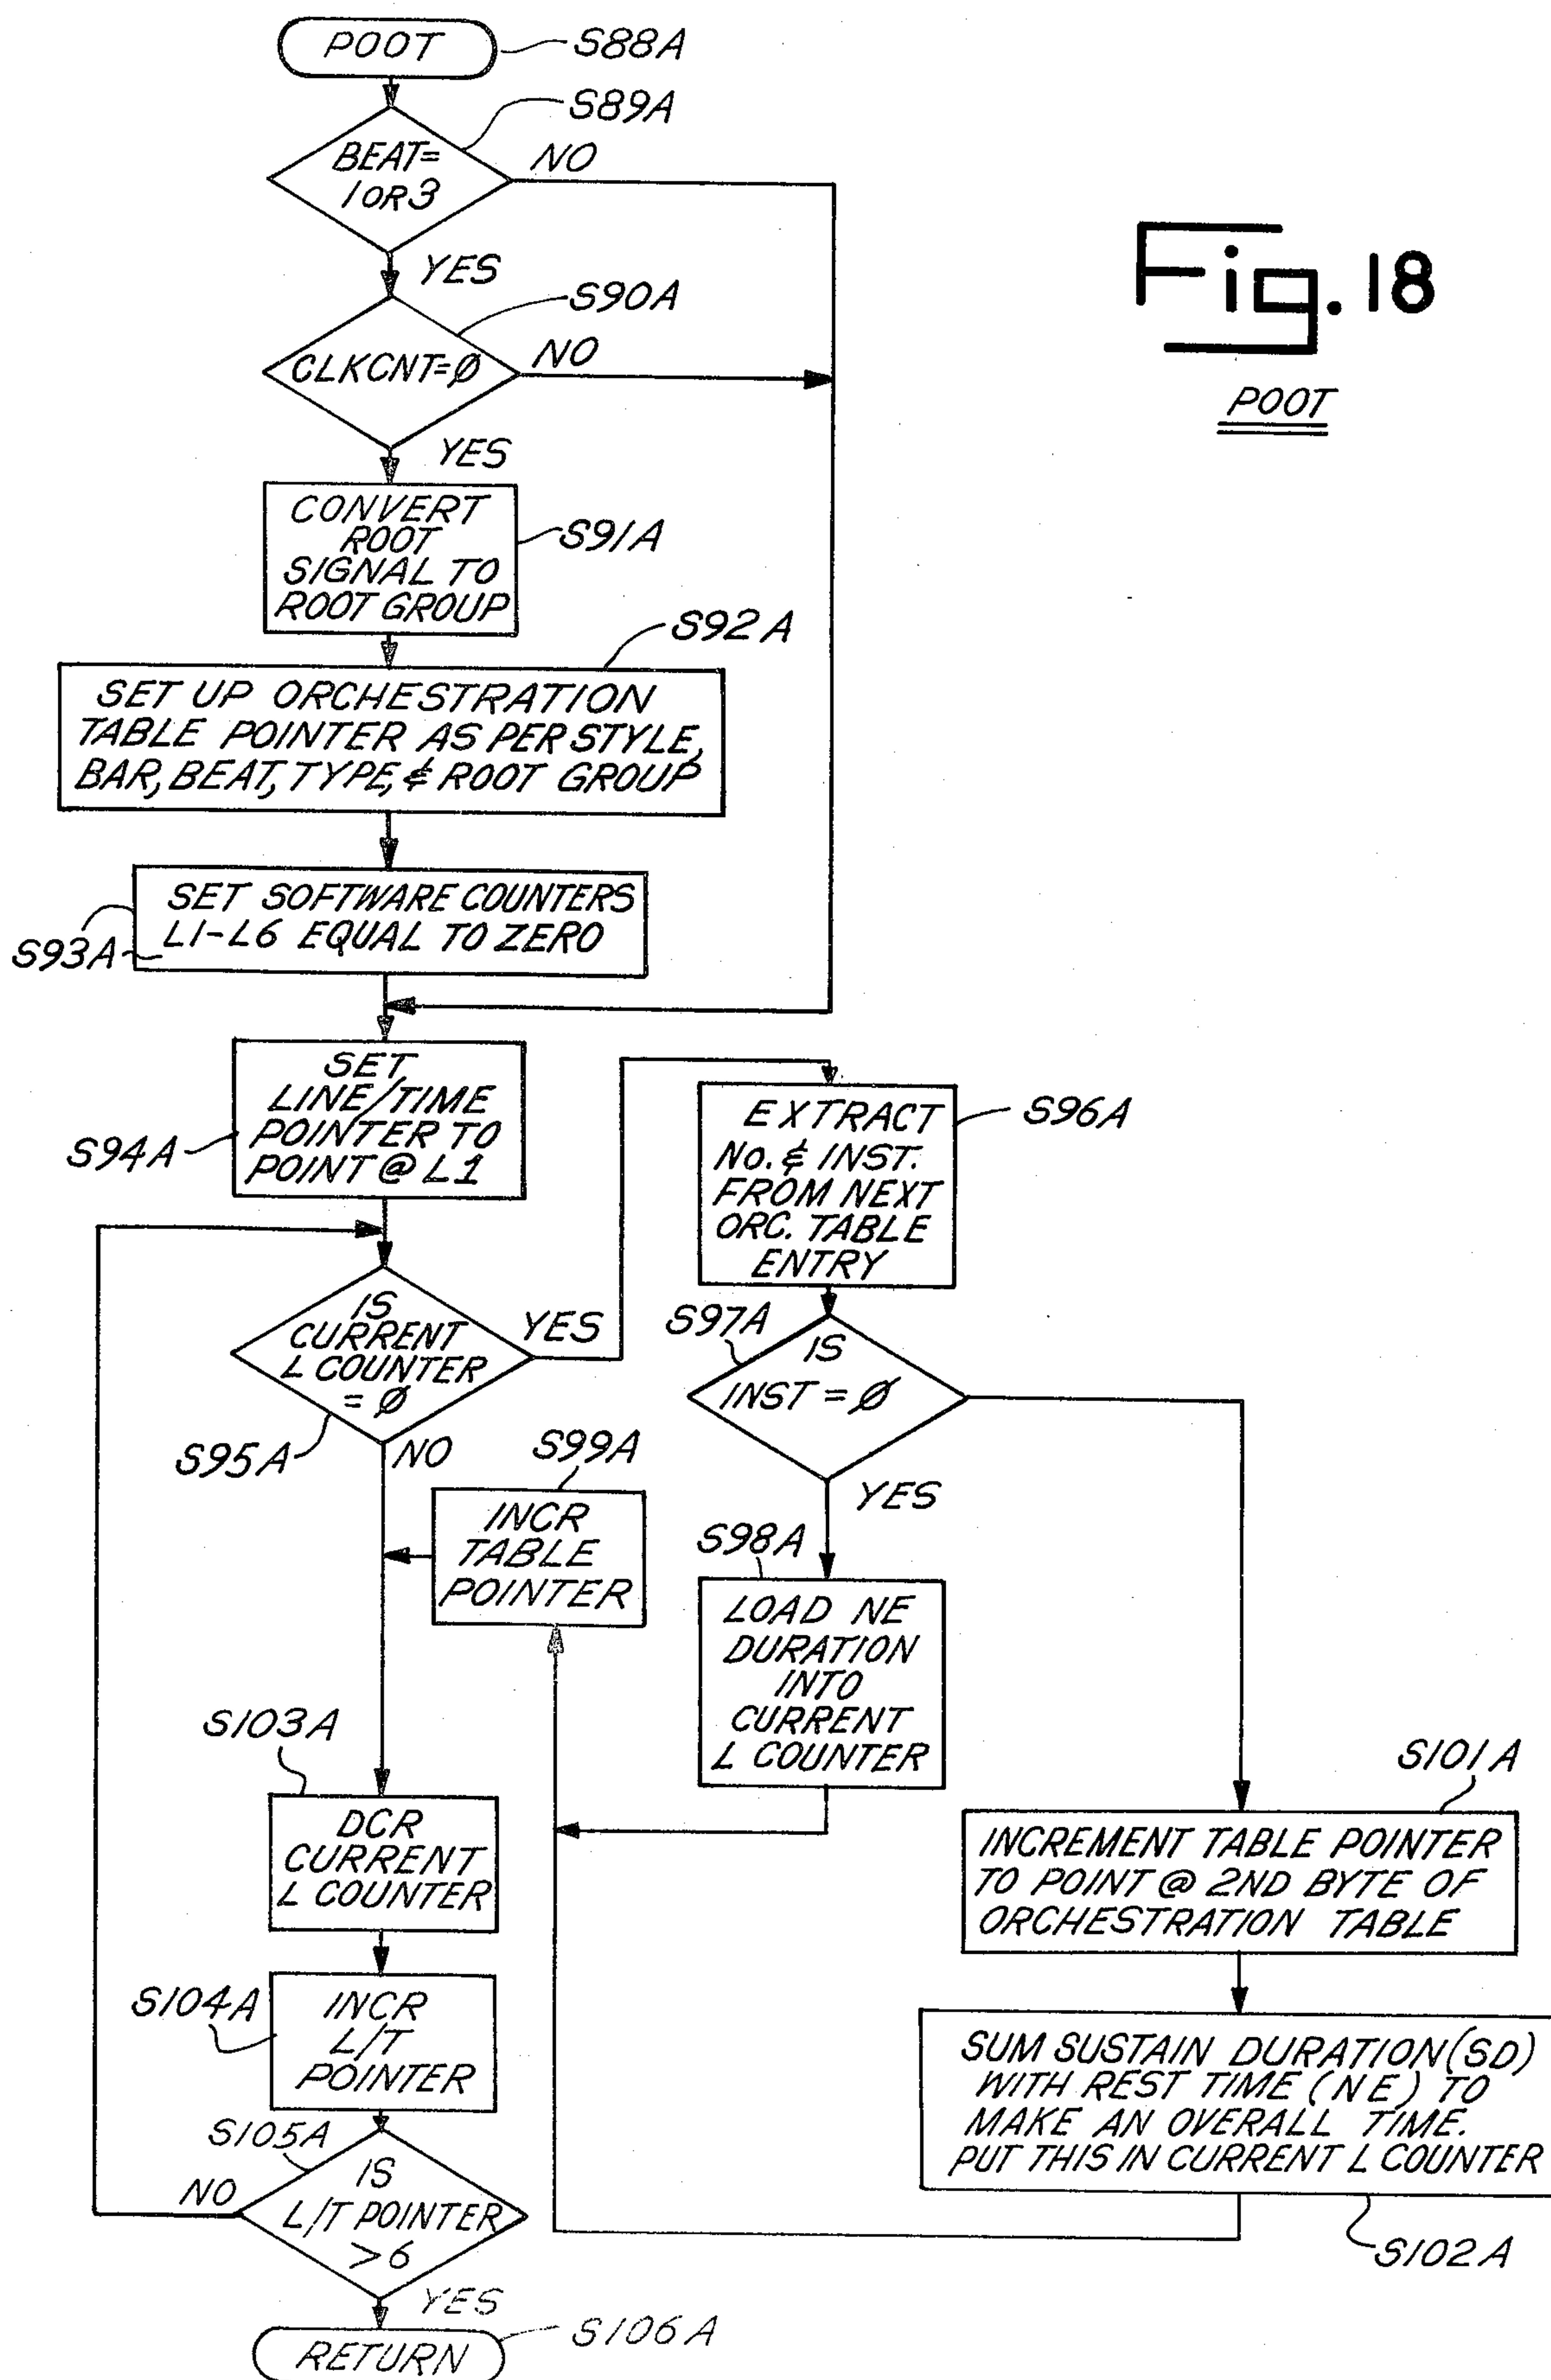 POOT
S88A
S89A
BEAT=
1 OR 3
NO
YES
S90A
CLKCNT=Ø
NO
YES
Fig. 18
POOT
CONVERT
ROOT
SIGNAL TO
ROOT GROUP
S91A
S92A
SET UP ORCHESTRATION
TABLE POINTER AS PER STYLE,
BAR, BEAT, TYPE, & ROOT GROUP
SET SOFTWARE COUNTERS
L1-L6 EQUAL TO ZERO
S93A
SET
LINE/TIME
POINTER TO
POINT @ L1
S94A
EXTRACT
No. & INST.
FROM NEXT
ORC. TABLE
ENTRY
S96A
IS
CURRENT
L COUNTER
= Ø
YES
S95A
NO
S97A
IS
INST = Ø
YES
S99A
INCR
TABLE
POINTER
S98A
LOAD NE
DURATION
INTO
CURRENT
L COUNTER
S103A
DCR
CURRENT
L COUNTER
S101A
INCREMENT TABLE POINTER
TO POINT @ 2ND BYTE OF
ORCHESTRATION TABLE
S104A
INCR
L/T
POINTER
SUM SUSTAIN DURATION (SD)
WITH REST TIME (NE) TO
MAKE AN OVERALL TIME.
PUT THIS IN CURRENT L COUNTER
S102A
S105A
IS
L/T POINTER
>6
NO
YES
S106A
RETURN